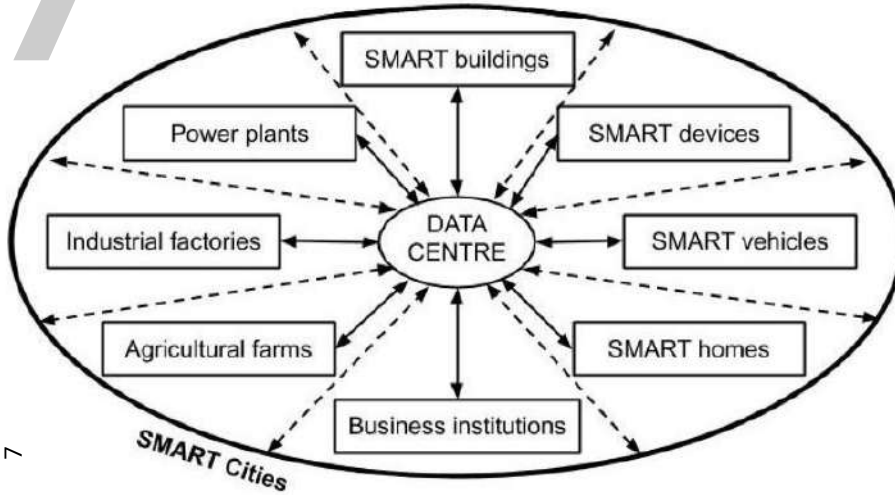 SMART buildings
Power plants
SMART devices
DATA
CENTRE
Industrial factories
SMART vehicles
Agricultural farms
SMART homes
Business institutions
SMART Cities
7